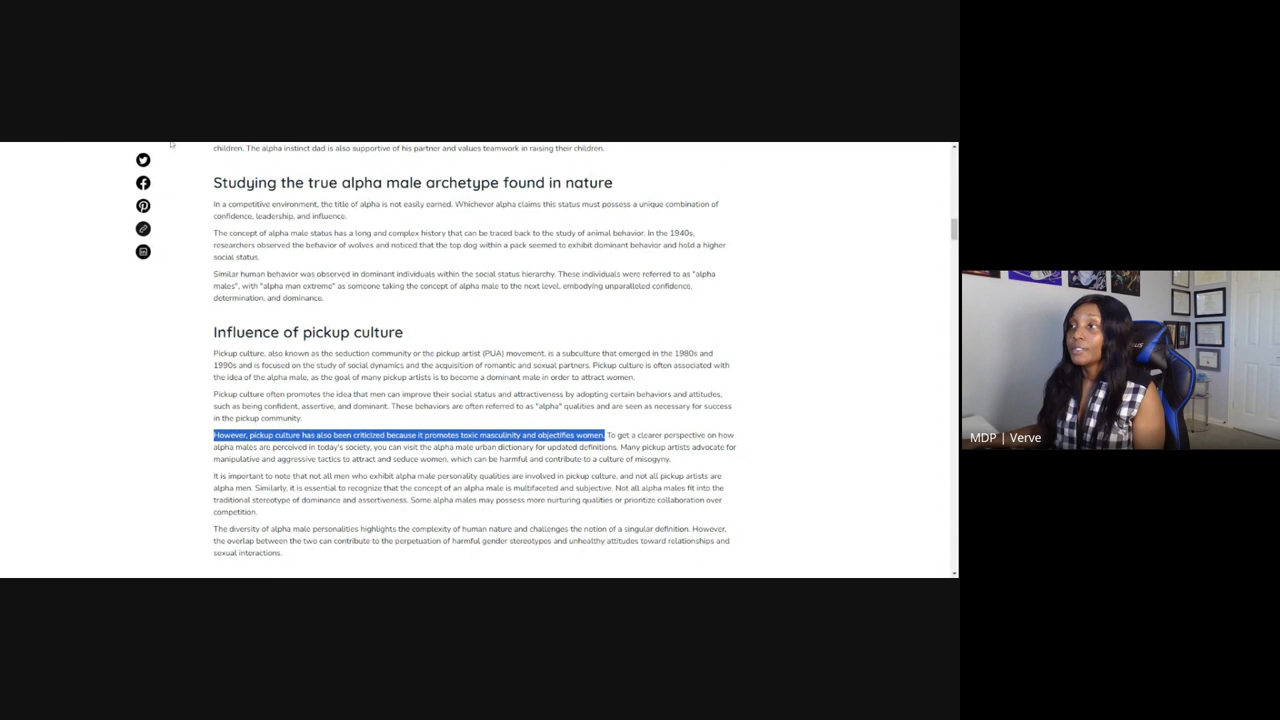 children. The alpha instinct dad is also supportive of his partner and values teamwork in raising their children.
Studying the true alpha male archetype found in nature
In a competitive environment, the title of alpha is not easily earned. Whichever alpha claims this status must possess a unique combination of
confidence, leadership, and influence.
The concept of alpha male status has a long and complex history that can be traced back to the study of animal behavior. In the 1940s,
researchers observed the behavior of wolves and noticed that the top dog within a pack seemed to exhibit dominant behavior and hold a higher
social status.
Similar human behavior was observed in dominant individuals within the social status hierarchy. These individuals were referred to as "alpha
males", with "alpha man extreme" as someone taking the concept of alpha male to the next level, embodying unparalleled confidence,
determination, and dominance.
Influence of pickup culture
Pickup culture, also known as the seduction community or the pickup artist (PUA) movement, is a subculture that emerged in the 1980s and
1990s and is focused on the study of social dynamics and the acquisition of romantic and sexual partners. Pickup culture is often associated with
the idea of the alpha male, as the goal of many pickup artists is to become a dominant male in order to attract women.
Pickup culture often promotes the idea that men can improve their social status and attractiveness by adopting certain behaviors and attitudes,
such as being confident, assertive, and dominant. These behaviors are often referred to as "alpha" qualities and are seen as necessary for success
in the pickup community.
However, pickup culture has also been criticized because it promotes toxic masculinity and objectifies women. To get a clearer perspective on how
alpha males are perceived in today's society, you can visit the alpha male urban dictionary for updated definitions. Many pickup artists advocate for
manipulative and aggressive tactics to attract and seduce women, which can be harmful and contribute to a culture of misogyny.
It is important to note that not all men who exhibit alpha male personality qualities are involved in pickup culture, and not all pickup artists are
alpha men. Similarly, it is essential to recognize that the concept of an alpha male is multifaceted and subjective. Not all alpha males fit into the
traditional stereotype of dominance and assertiveness. Some alpha males may possess more nurturing qualities or prioritize collaboration over
competition.
The diversity of alpha male personalities highlights the complexity of human nature and challenges the notion of a singular definition. However,
the overlap between the two can contribute to the perpetuation of harmful gender stereotypes and unhealthy attitudes toward relationships and
sexual interactions.
MDP | Verve